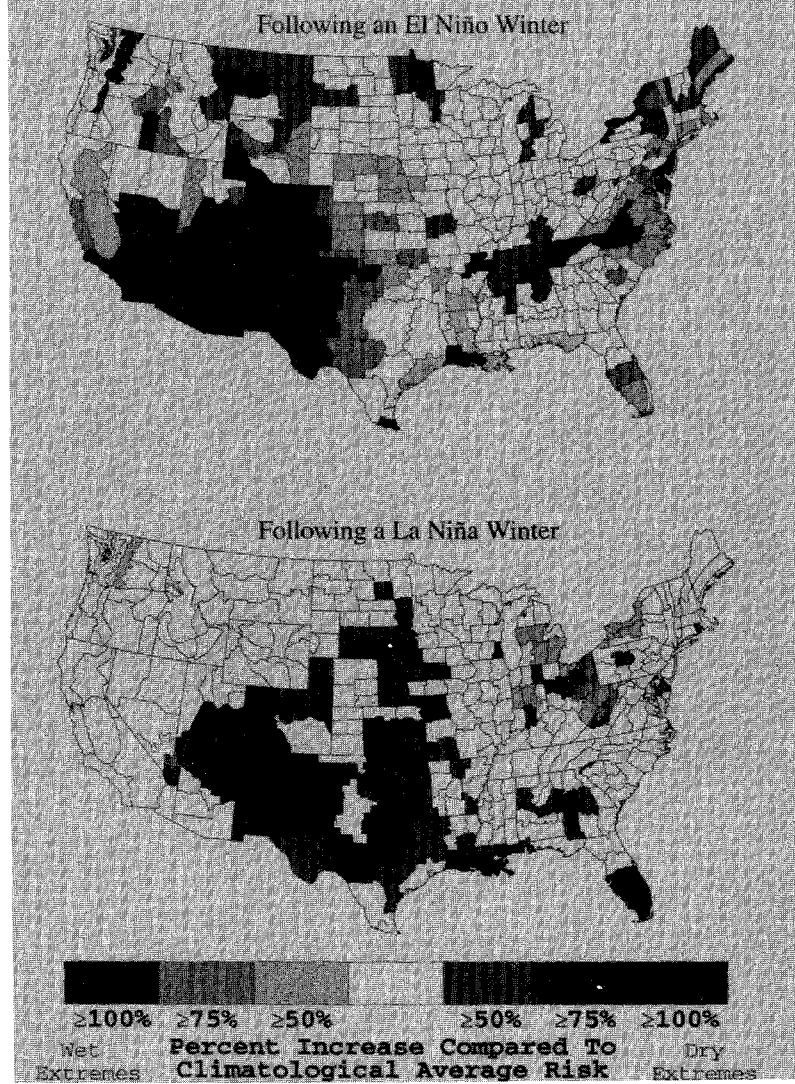 Following an El Niño Winter
Following a La Niña Winter
≥100% ≥75% ≥50% ≥50% ≥75% ≥100%
Wet Percent Increase Compared To Dry
Extremes Climatological Average Risk Extremes